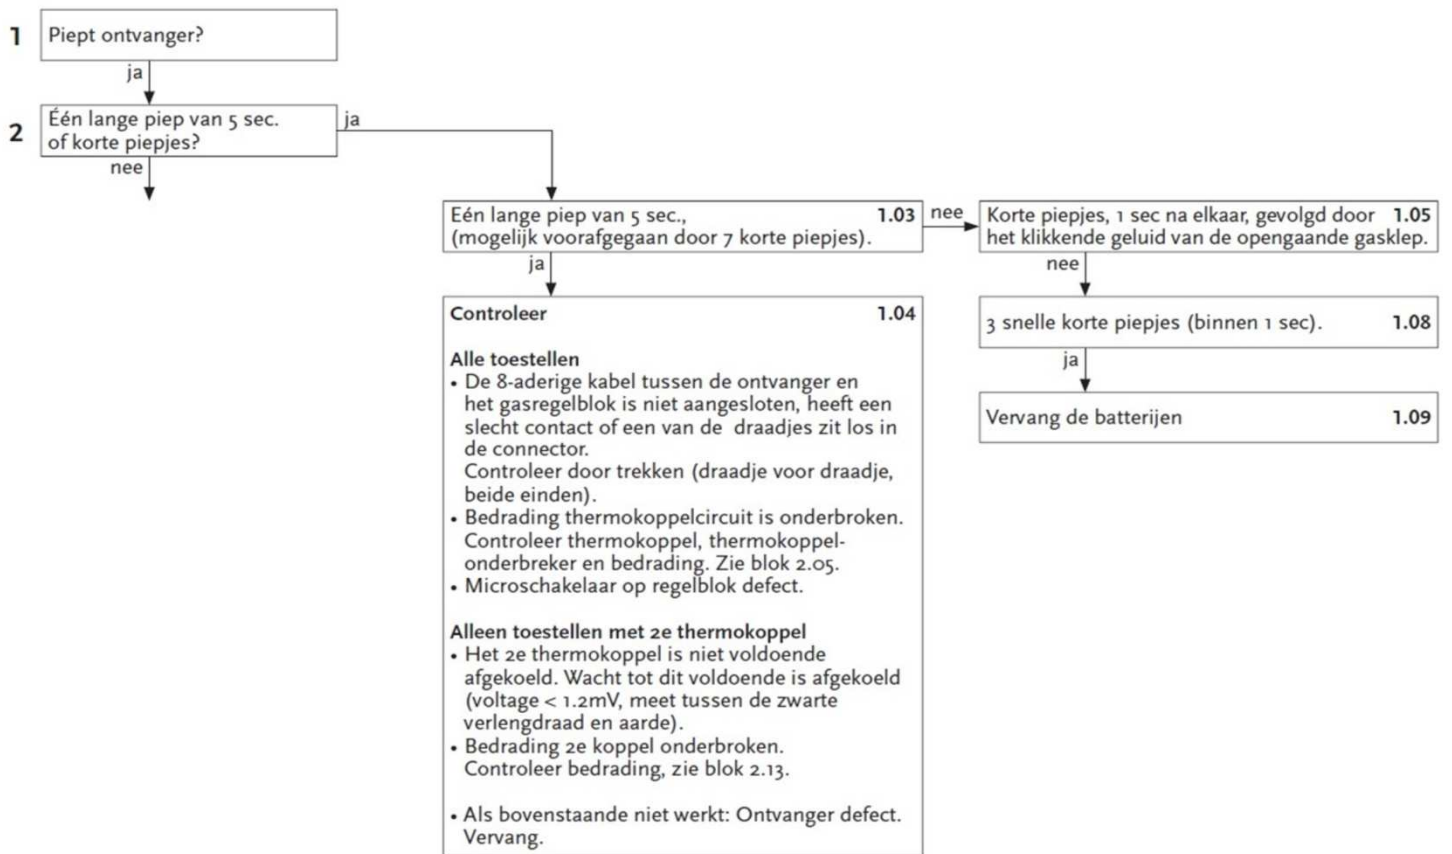 1 Piept ontvanger?
ja
2 Één lange piep van 5 sec.
of korte piepjes?
ja
nee
Eén lange piep van 5 sec., 1.03
(mogelijk voorafgegaan door 7 korte piepjes).
nee
Korte piepjes, 1 sec na elkaar, gevolgd door 1.05
het klikkende geluid van de opengaande gasklep.
ja
nee
Controleer 1.04
Alle toestellen
• De 8-aderige kabel tussen de ontvanger en
het gasregelblok is niet aangesloten, heeft een
slecht contact of een van de draadjes zit los in
de connector.
Controleer door trekken (draadje voor draadje,
beide einden).
• Bedrading thermokoppelcircuit is onderbroken.
Controleer thermokoppel, thermokoppel-
onderbreker en bedrading. Zie blok 2.05.
• Microschakelaar op regelblok defect.
Alleen toestellen met 2e thermokoppel
• Het 2e thermokoppel is niet voldoende
afgekoeld. Wacht tot dit voldoende is afgekoeld
(voltage < 1.2mV, meet tussen de zwarte
verlengdraad en aarde).
• Bedrading 2e koppel onderbroken.
Controleer bedrading, zie blok 2.13.
• Als bovenstaande niet werkt: Ontvanger defect.
Vervang.
3 snelle korte piepjes (binnen 1 sec). 1.08
ja
Vervang de batterijen 1.09